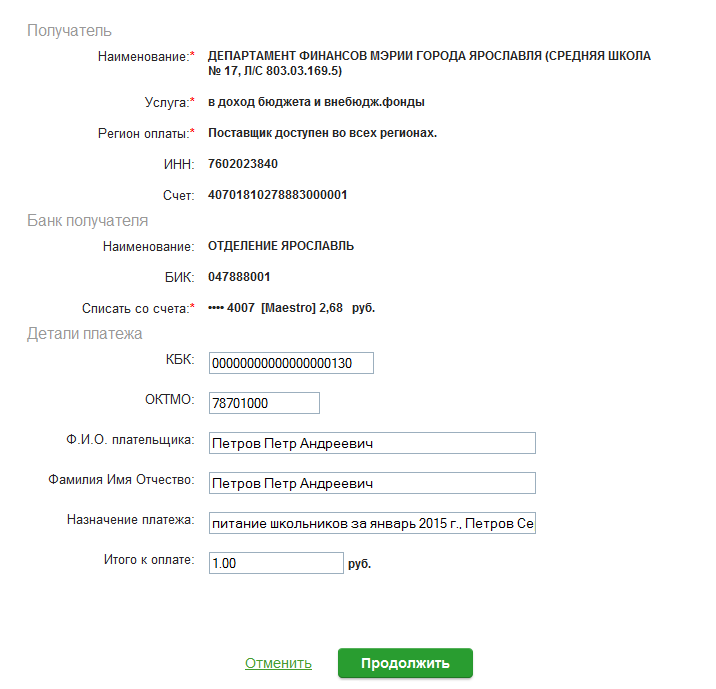 Получатель
Наименование:* ДЕПАРТАМЕНТ ФИНАНСОВ МЭРИИ ГОРОДА ЯРОСЛАВЛЯ (СРЕДНЯЯ ШКОЛА
№ 17, Л/С 803.03.169.5)
Услуга:* в доход бюджета и внебюдж.фонды
Регион оплаты:* Поставщик доступен во всех регионах.
ИНН: 7602023840
Счет: 40701810278883000001
Банк получателя
Наименование: ОТДЕЛЕНИЕ ЯРОСЛАВЛЬ
БИК: 047888001
Списать со счета:* •••• 4007 [Maestro] 2,68 руб.
Детали платежа
КБК: 00000000000000000130
ОКТМО: 78701000
Ф.И.О. плательщика: Петров Петр Андреевич
Фамилия Имя Отчество: Петров Петр Андреевич
Назначение платежа: питание школьников за январь 2015 г., Петров Се
Итого к оплате: 1.00 руб.
Отменить Продолжить